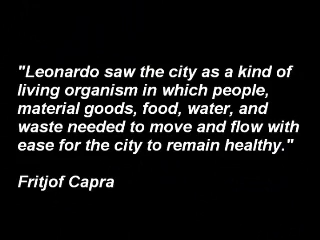 "Leonardo saw the city as a kind of
living organism in which people,
material goods, food, water, and
waste needed to move and flow with
ease for the city to remain healthy."
Fritjof Capra